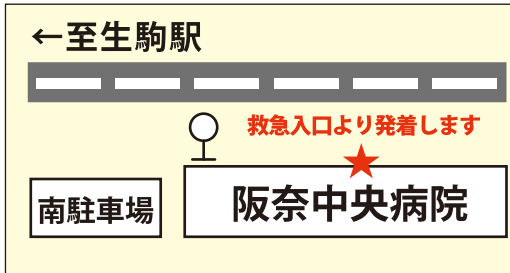 ←至生駒駅
救急入口より発着します
阪奈中央病院
南駐車場